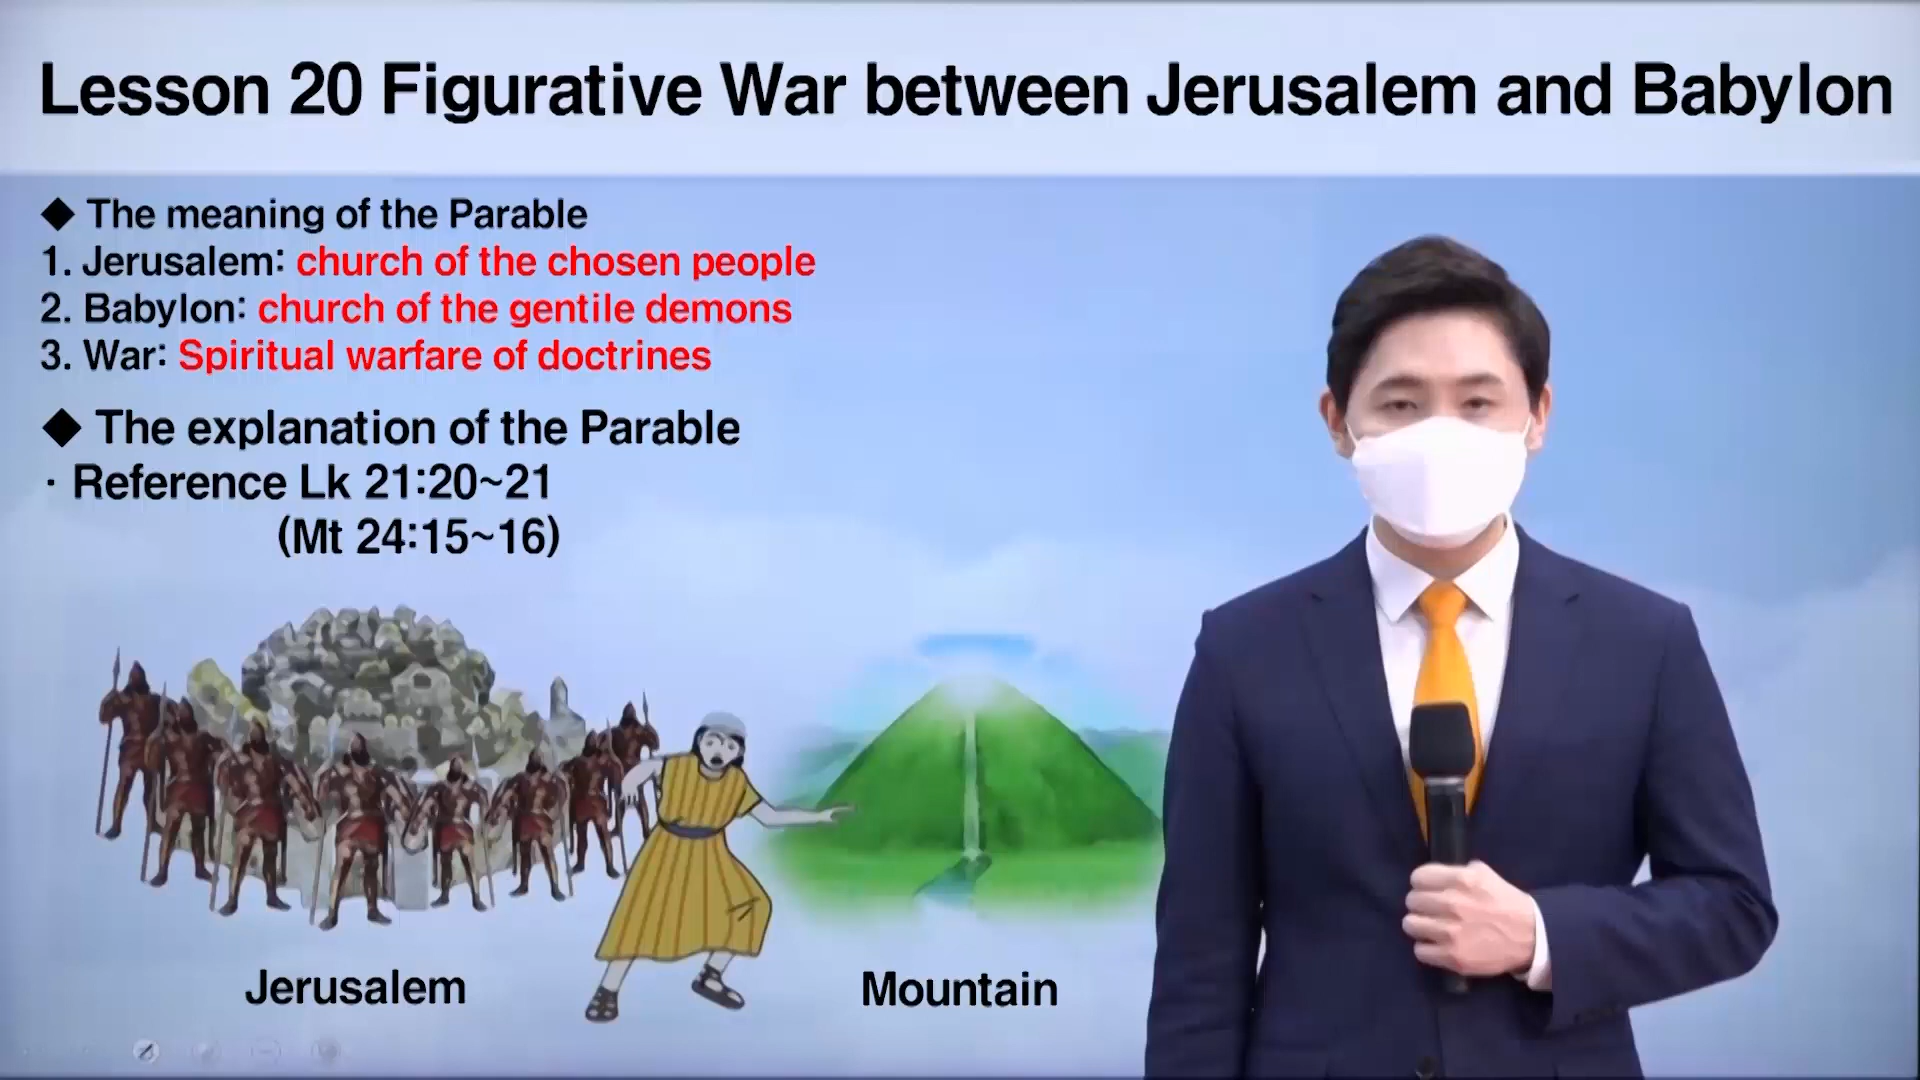 Lesson 20 Figurative War between Jerusalem and Babylon
◆ The meaning of the Parable
1. Jerusalem: church of the chosen people
2. Babylon: church of the gentile demons
3. War: Spiritual warfare of doctrines
◆ The explanation of the Parable
· Reference Lk 21:20~21
(Mt 24:15~16)
Jerusalem
Mountain